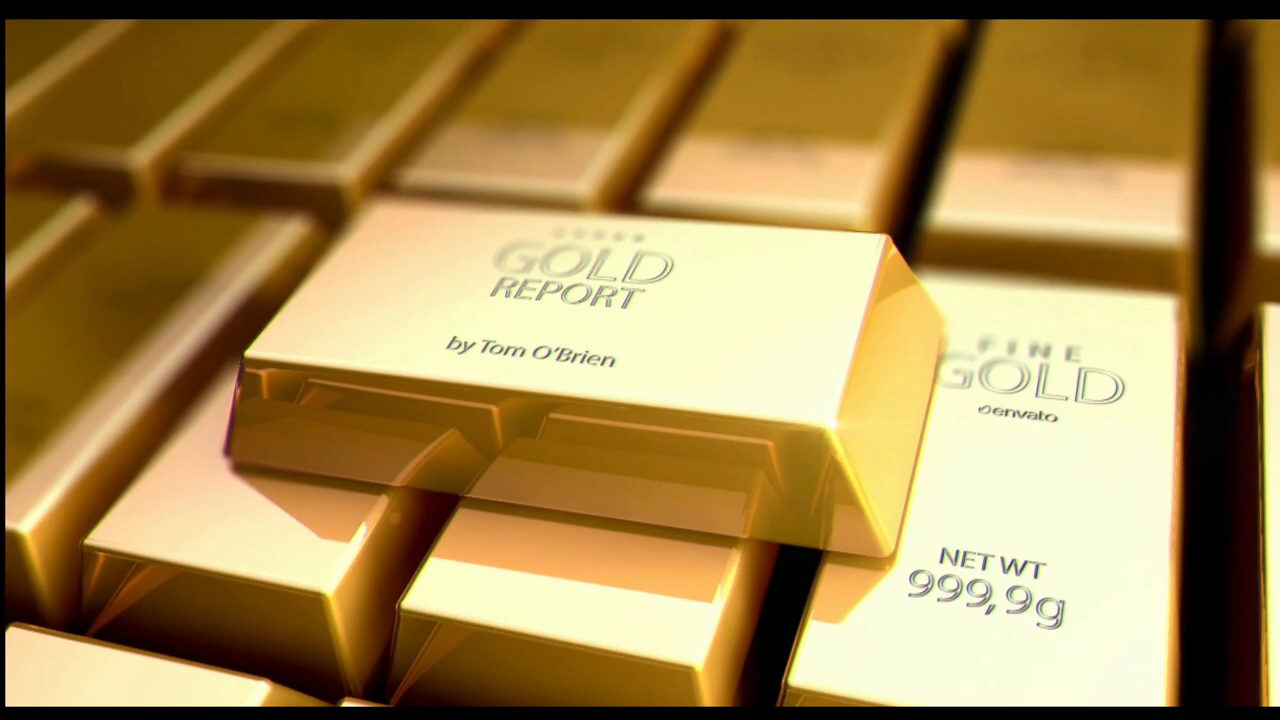 GOLD
REPORT
by Tom O'Brien
FINE
GOLD
envato
NET WT
999,9g